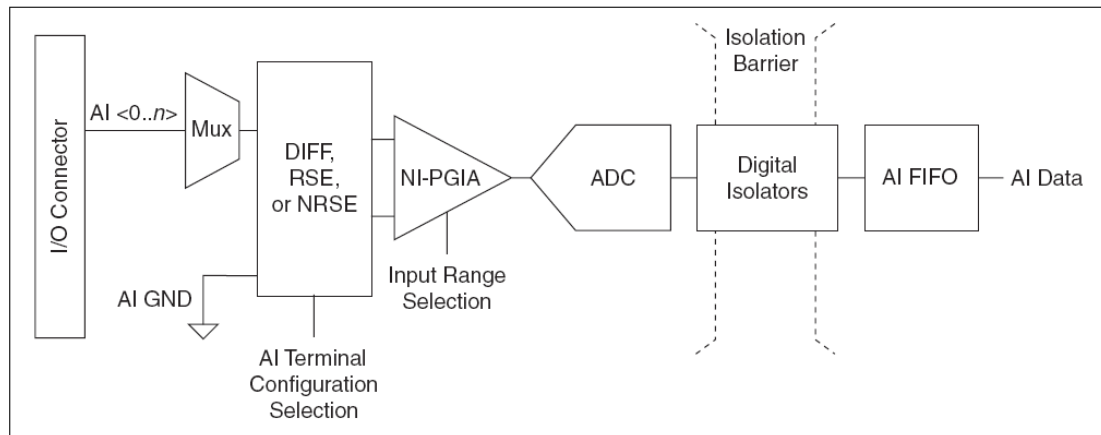 Isolation
Barrier
I/O Connector
AI <0..n>
Mux
DIFF,
RSE,
or NRSE
NI-PGIA
ADC
Digital
Isolators
AI FIFO
AI Data
AI GND
Input Range
Selection
AI Terminal
Configuration
Selection